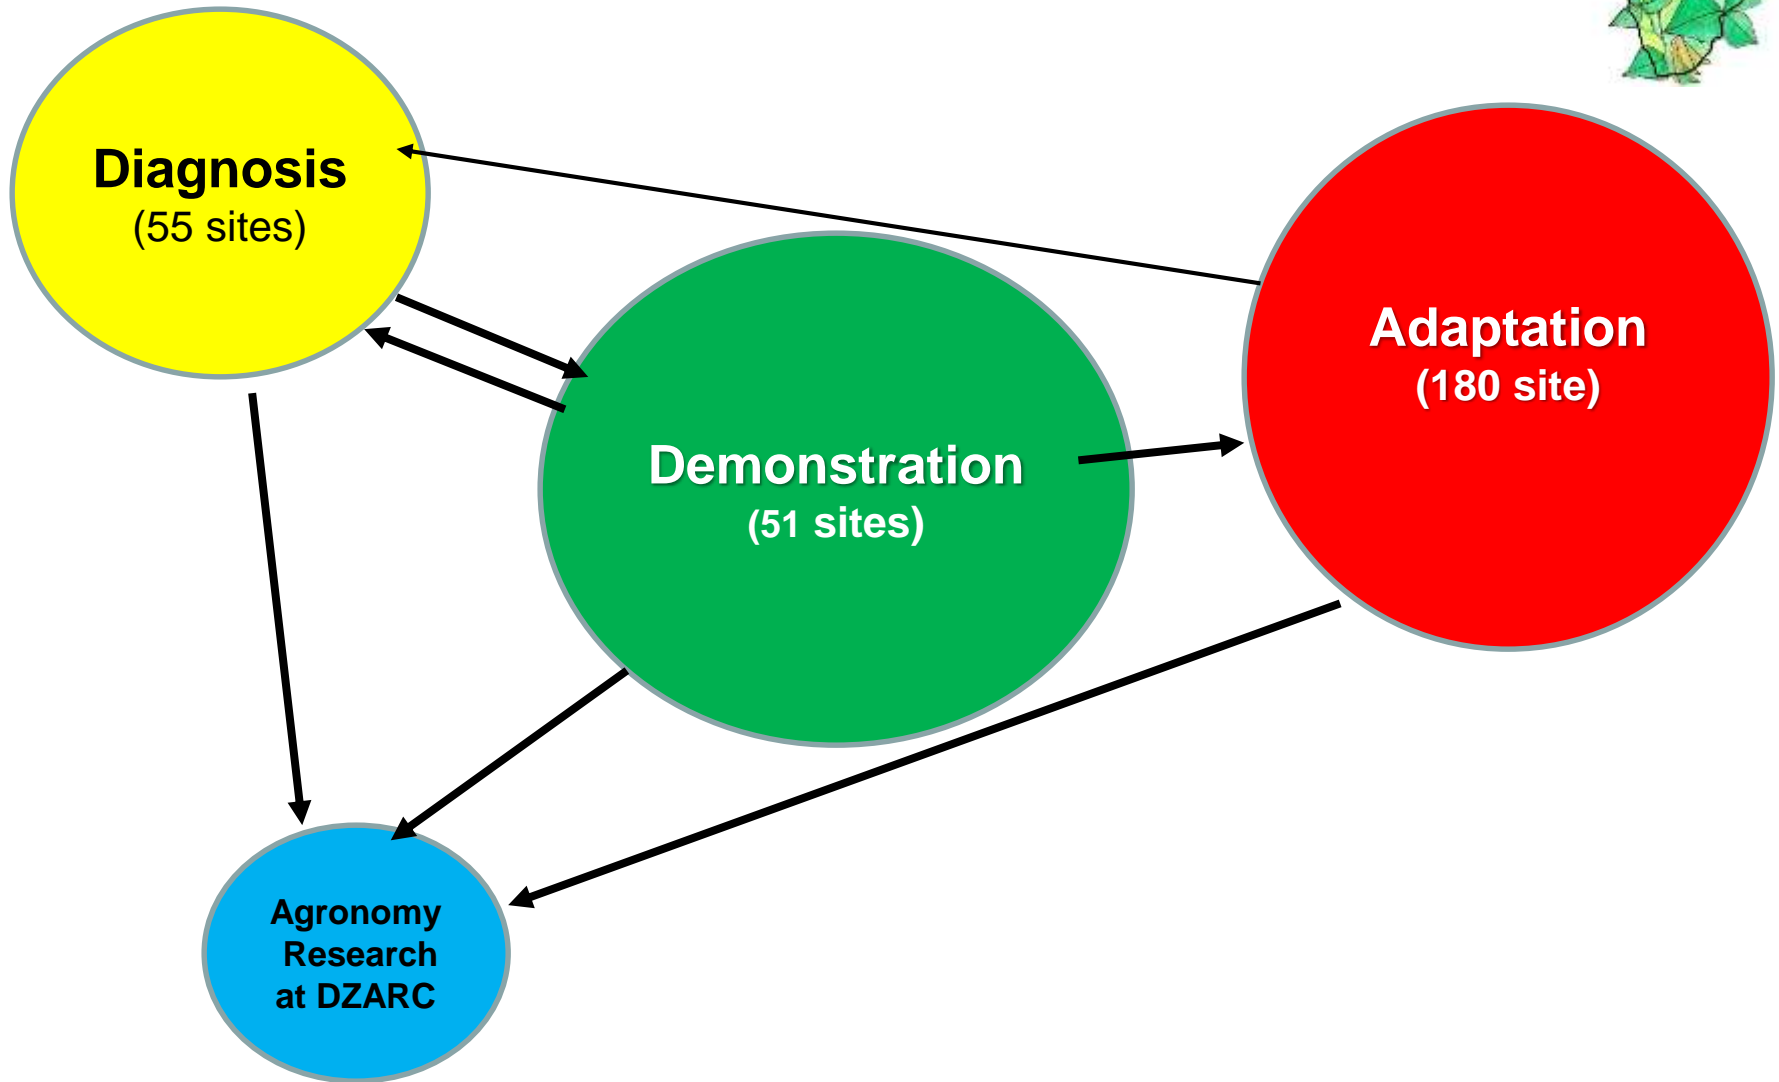 Diagnosis
(55 sites)
Adaptation
(180 site)
Demonstration
(51 sites)
Agronomy
Research
at DZARC